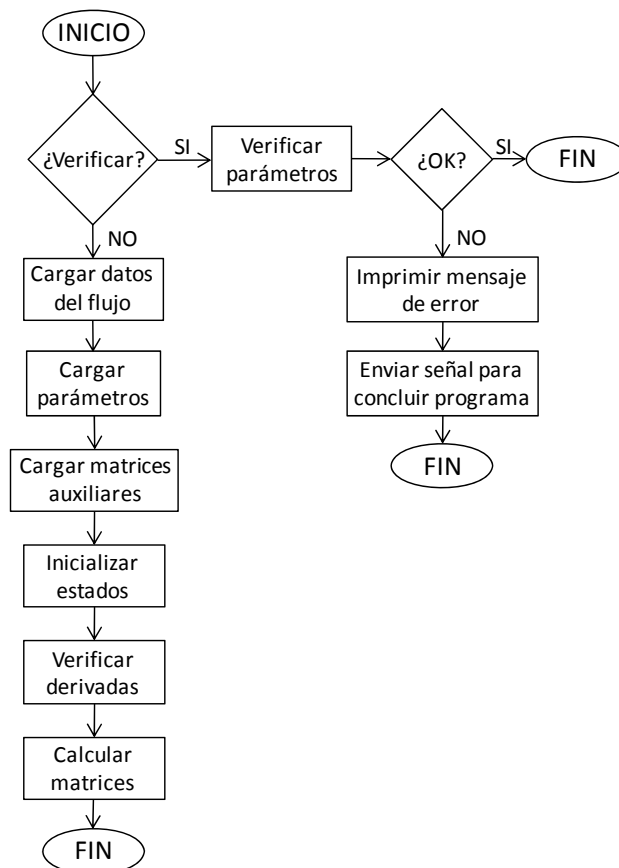 INICIO
¿Verificar?
SI
Verificar
parámetros
¿OK?
SI
FIN
NO
Cargar datos
del flujo
NO
Imprimir mensaje
de error
Cargar
parámetros
Enviar señal para
concluir programa
FIN
Cargar matrices
auxiliares
Inicializar
estados
Verificar
derivadas
Calcular
matrices
FIN